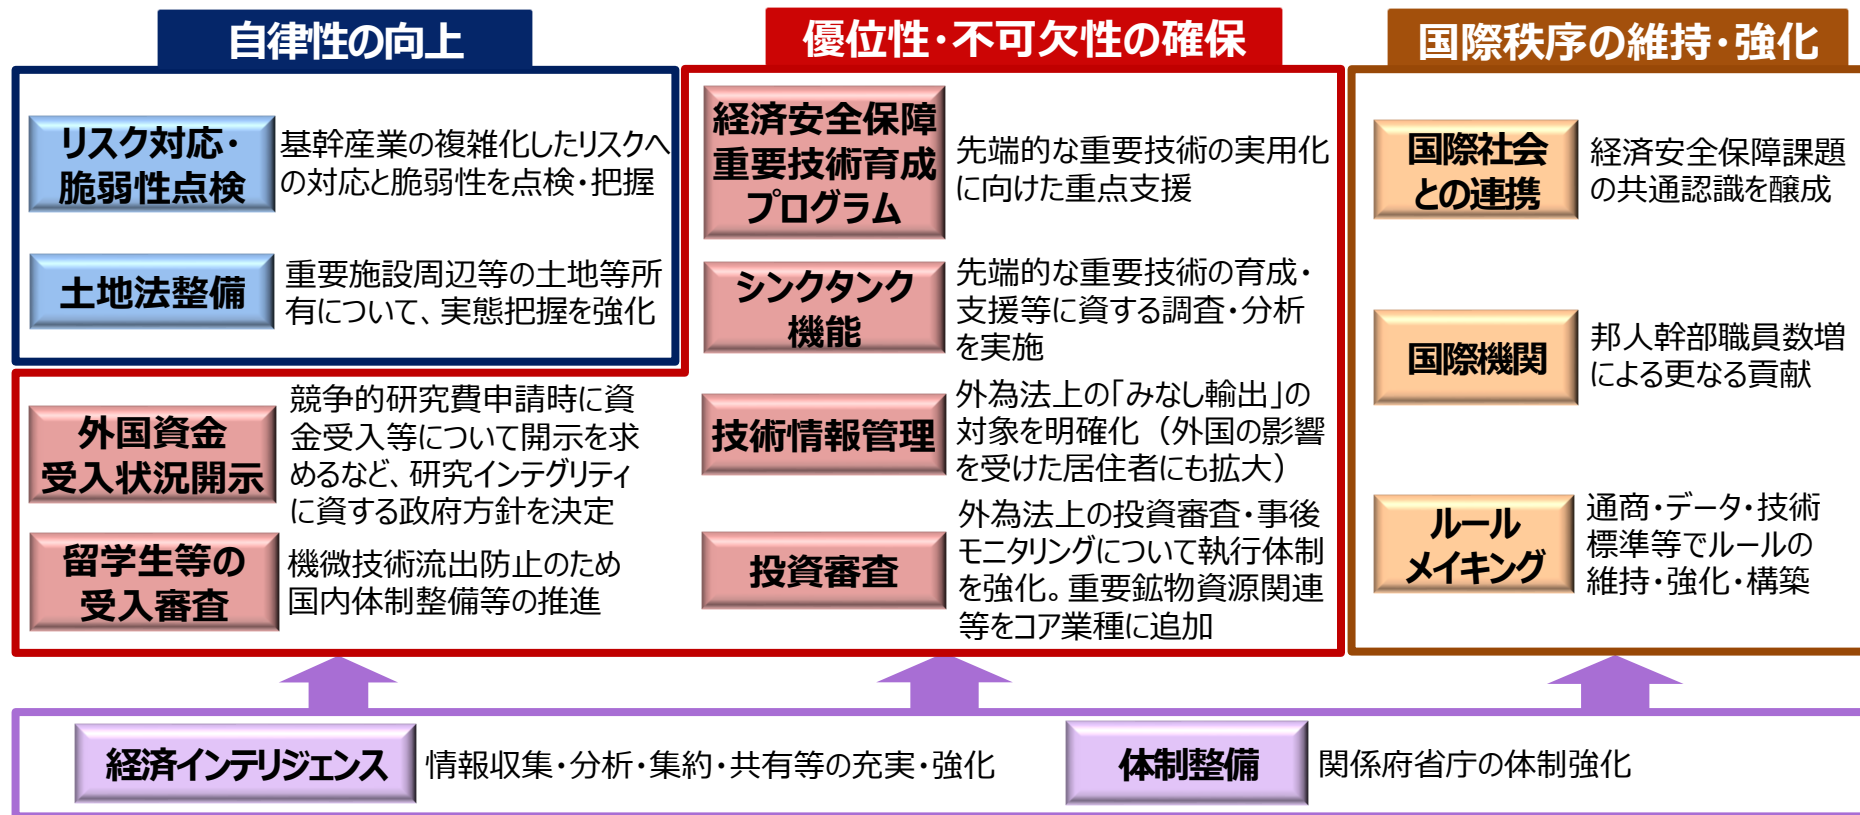 自律性の向上
リスク対応・
脆弱性点検
基幹産業の複雑化したリスクへ
の対応と脆弱性を点検・把握
土地法整備
重要施設周辺等の土地等所
有について、実態把握を強化
優位性・不可欠性の確保
外国資金
受入状況開示
競争的研究費申請時に資
金受入等について開示を求
めるなど、研究インテグリティ
に資する政府方針を決定
留学生等の
受入審査
機微技術流出防止のため
国内体制整備等の推進
経済安全保障
重要技術育成
プログラム
先端的な重要技術の実用化
に向けた重点支援
シンクタンク
機能
先端的な重要技術の育成・
支援等に資する調査・分析
を実施
技術情報管理
外為法上の「みなし輸出」の
対象を明確化（外国の影響
を受けた居住者にも拡大）
投資審査
外為法上の投資審査・事後
モニタリングについて執行体制
を強化。重要鉱物資源関連
等をコア業種に追加
国際秩序の維持・強化
国際社会
との連携
経済安全保障課題
の共通認識を醸成
国際機関
邦人幹部職員数増
による更なる貢献
ルール
メイキング
通商・データ・技術
標準等でルールの
維持・強化・構築
経済インテリジェンス
情報収集・分析・集約・共有等の充実・強化
体制整備
関係府省庁の体制強化